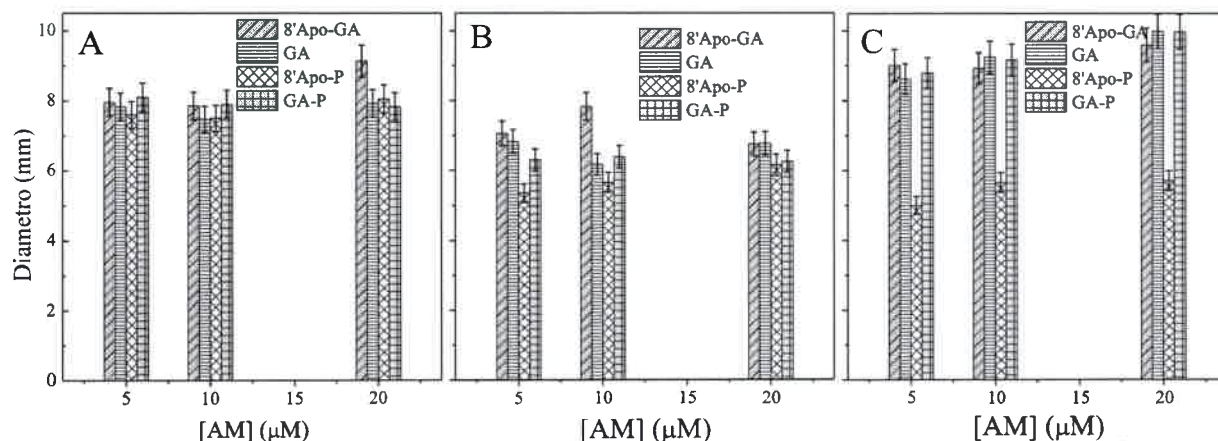 A
8'Apo-GA
GA
8'Apo-P
GA-P
B
8'Apo-GA
GA
8'Apo-P
GA-P
C
8'Apo-GA
GA
8'Apo-P
GA-P
Diametro (mm)
10
8
6
4
2
0
5 10 15 20
5 10 15 20
5 10 15 20
[AM] (μM)
[AM] (μM)
[AM] (μM)